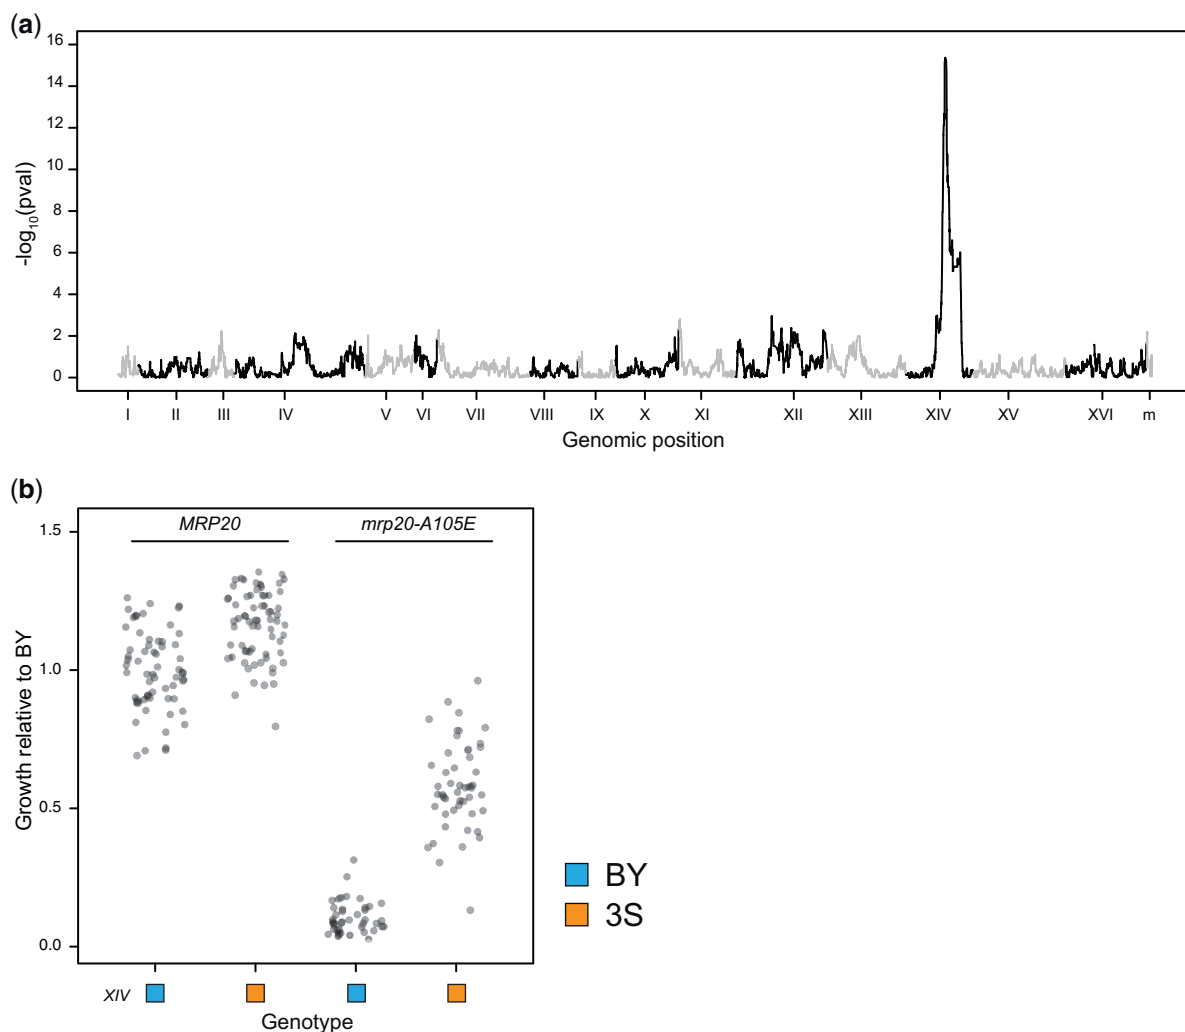 (a)
16
14
12
10
8
6
4
2
0
-log10(pval)
I II III IV V VI VII VIII IX X XI XII XIII XIV XV XVI m
Genomic position
(b)
MRP20 mrp20-A105E
1.5
1.0
0.5
0.0
Growth relative to BY
BY
3S
XIV
Genotype